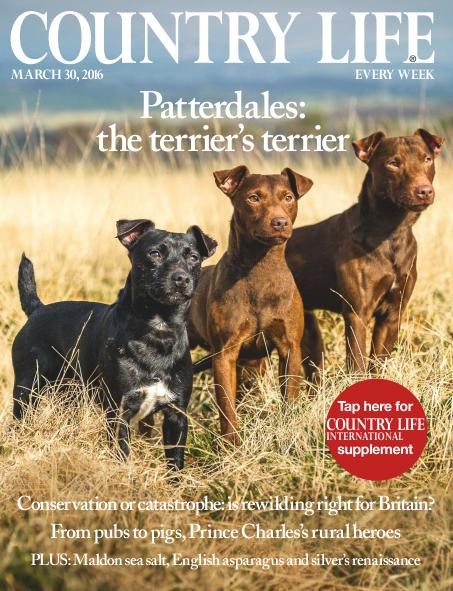 COUNTRY LIFE®
MARCH 30, 2016 EVERY WEEK
Patterdales:
the terrier's terrier
Tap here for
COUNTRY LIFE
INTERNATIONAL
supplement
Conservation or catastrophe: is rewilding right for Britain?
From pubs to pigs, Prince Charles's rural heroes
PLUS: Maldon sea salt, English asparagus and silver's renaissance